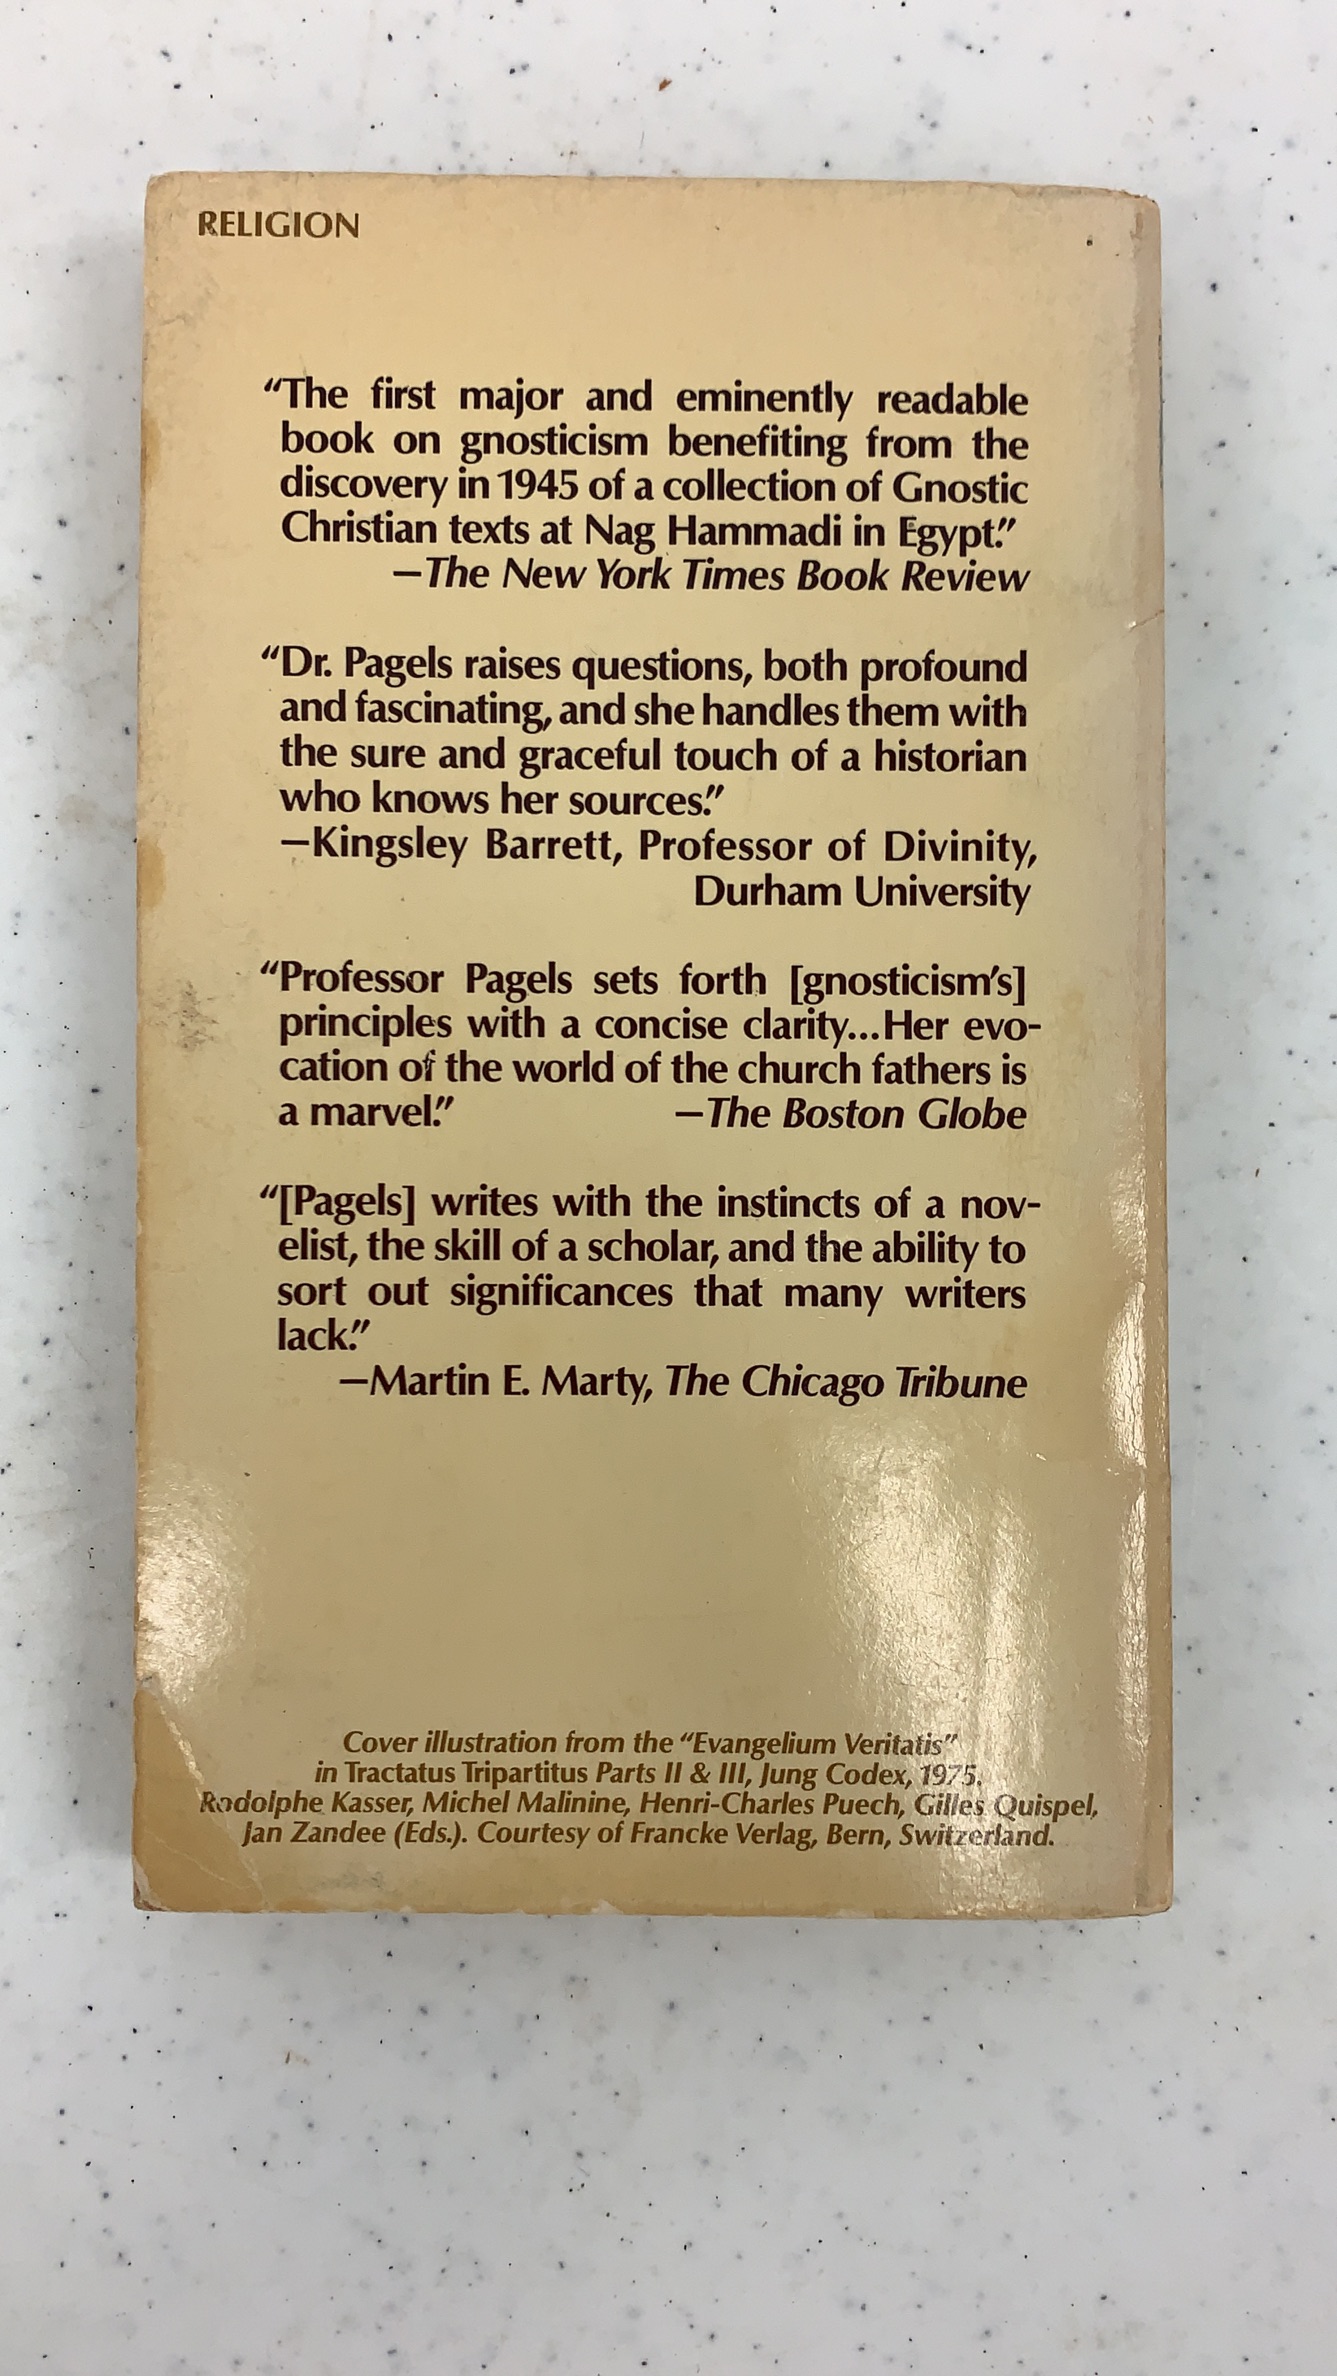 RELIGION
“The first major and eminently readable
book on gnosticism benefiting from the
discovery in 1945 of a collection of Gnostic
Christian texts at Nag Hammadi in Egypt.”
—The New York Times Book Review
“Dr. Pagels raises questions, both profound
and fascinating, and she handles them with
the sure and graceful touch of a historian
who knows her sources.”
—Kingsley Barrett, Professor of Divinity,
Durham University
“Professor Pagels sets forth [gnosticism’s]
principles with a concise clarity...Her evo-
cation of the world of the church fathers is
a marvel.” —The Boston Globe
“[Pagels] writes with the instincts of a nov-
elist, the skill of a scholar, and the ability to
sort out significances that many writers
lack.”
—Martin E. Marty, The Chicago Tribune
Cover illustration from the “Evangelium Veritatis”
in Tractatus Tripartitus Parts II & III, Jung Codex, 1975.
Rodolphe Kasser, Michel Malinine, Henri-Charles Puech, Gilles Quispel,
Jan Zandee (Eds.). Courtesy of Francke Verlag, Bern, Switzerland.